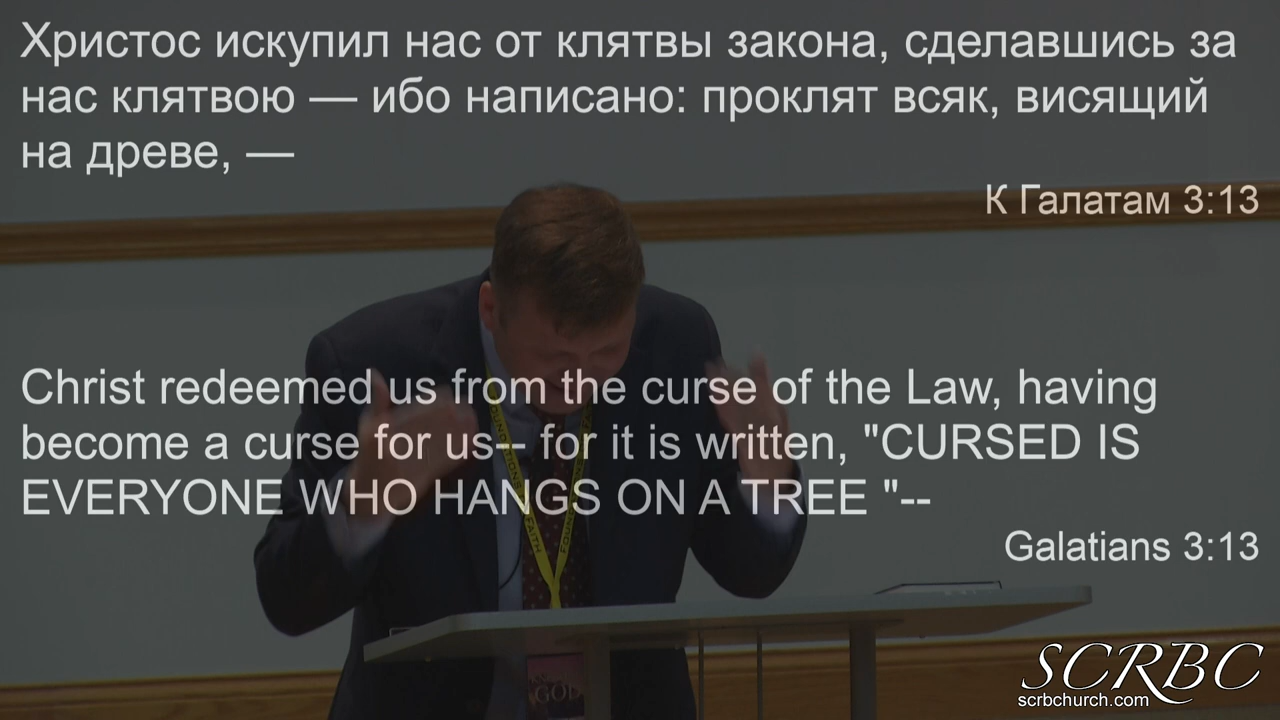 Христос искупил нас от клятвы закона, сделавшись за
нас клятвою — ибо написано: проклят всяк, висящий
на древе, —
К Галатам 3:13
Christ redeemed us from the curse of the Law, having
become a curse for us-- for it is written, "CURSED IS
EVERYONE WHO HANGS ON A TREE "--
Galatians 3:13
FAITH
GOD
SCRBC
scrbchurch.com